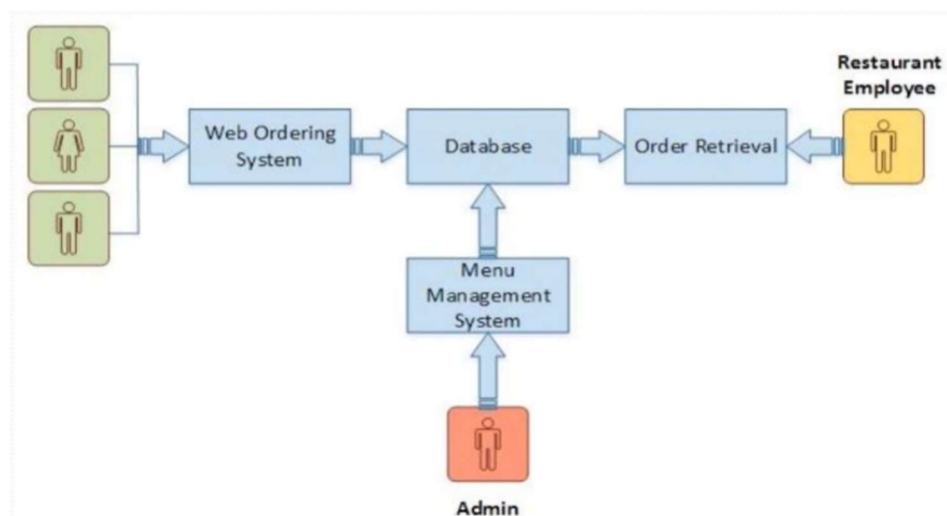 Restaurant
Employee
Web Ordering
System
Database
Order Retrieval
Menu
Management
System
Admin